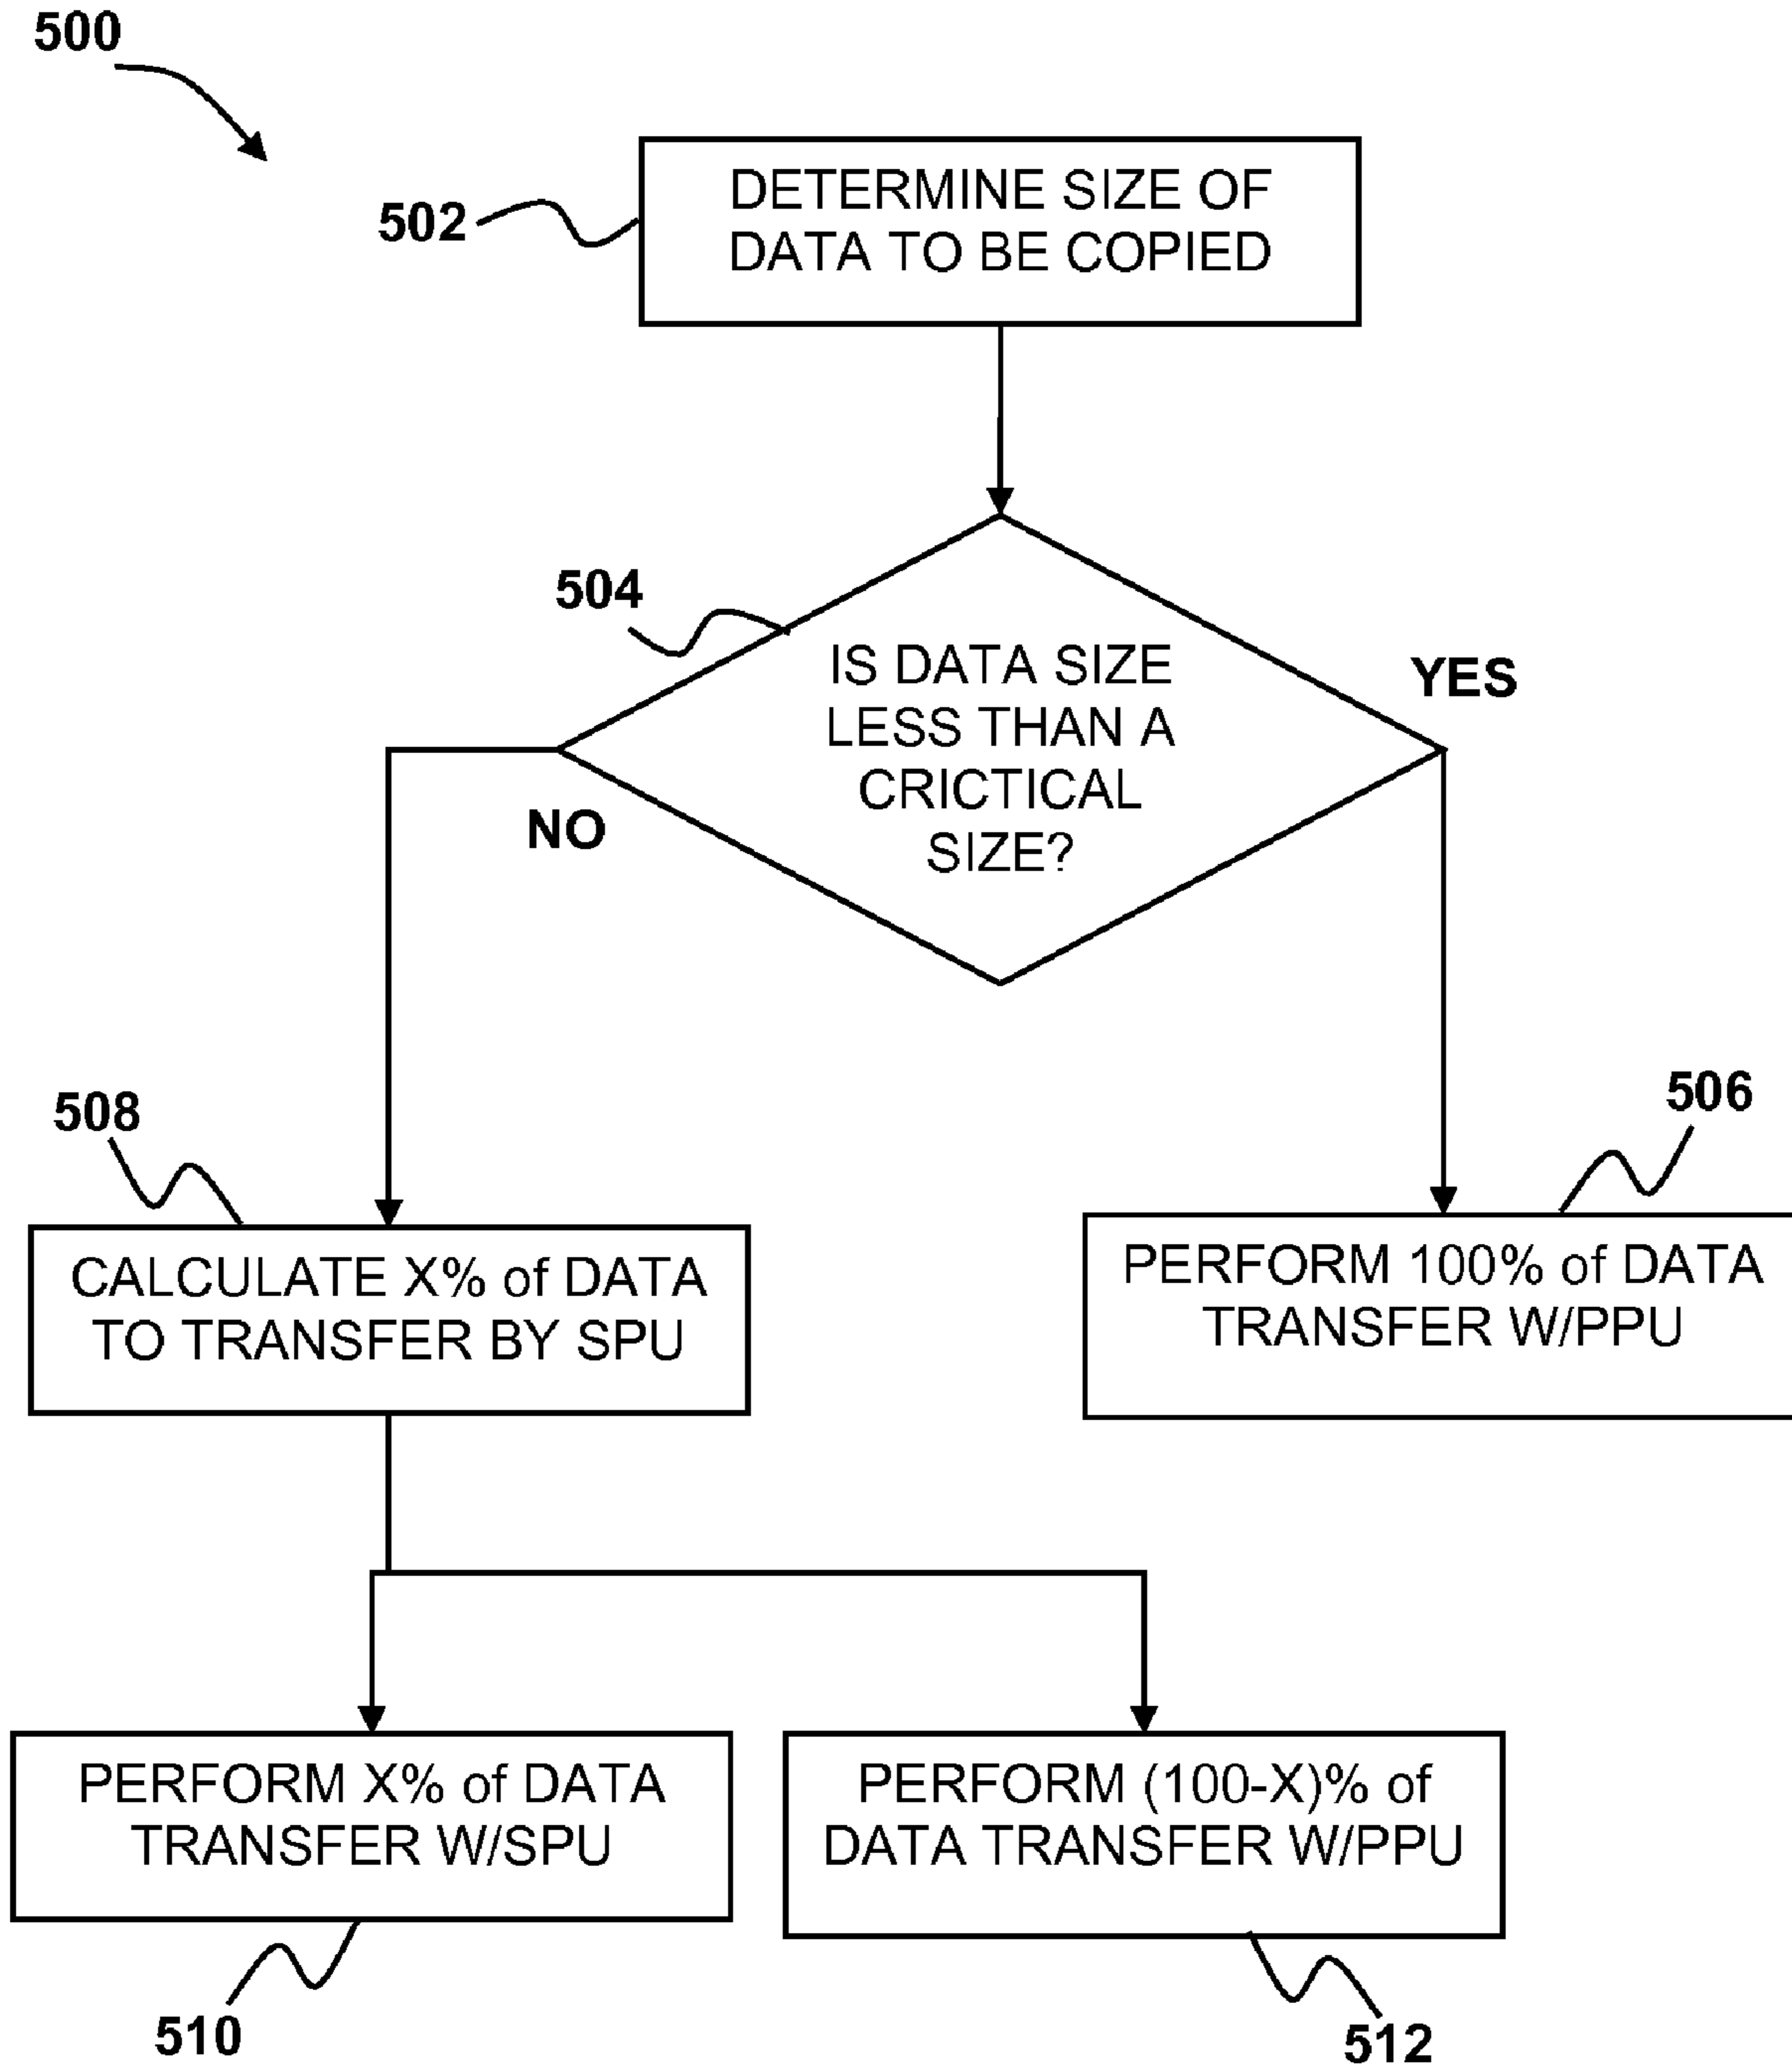 500
502
DETERMINE SIZE OF
DATA TO BE COPIED
504
IS DATA SIZE
LESS THAN A
CRICTICAL
SIZE?
YES
NO
508
506
CALCULATE X% of DATA
TO TRANSFER BY SPU
PERFORM 100% of DATA
TRANSFER W/PPU
PERFORM X% of DATA
TRANSFER W/SPU
PERFORM (100-X)% of
DATA TRANSFER W/PPU
510
512